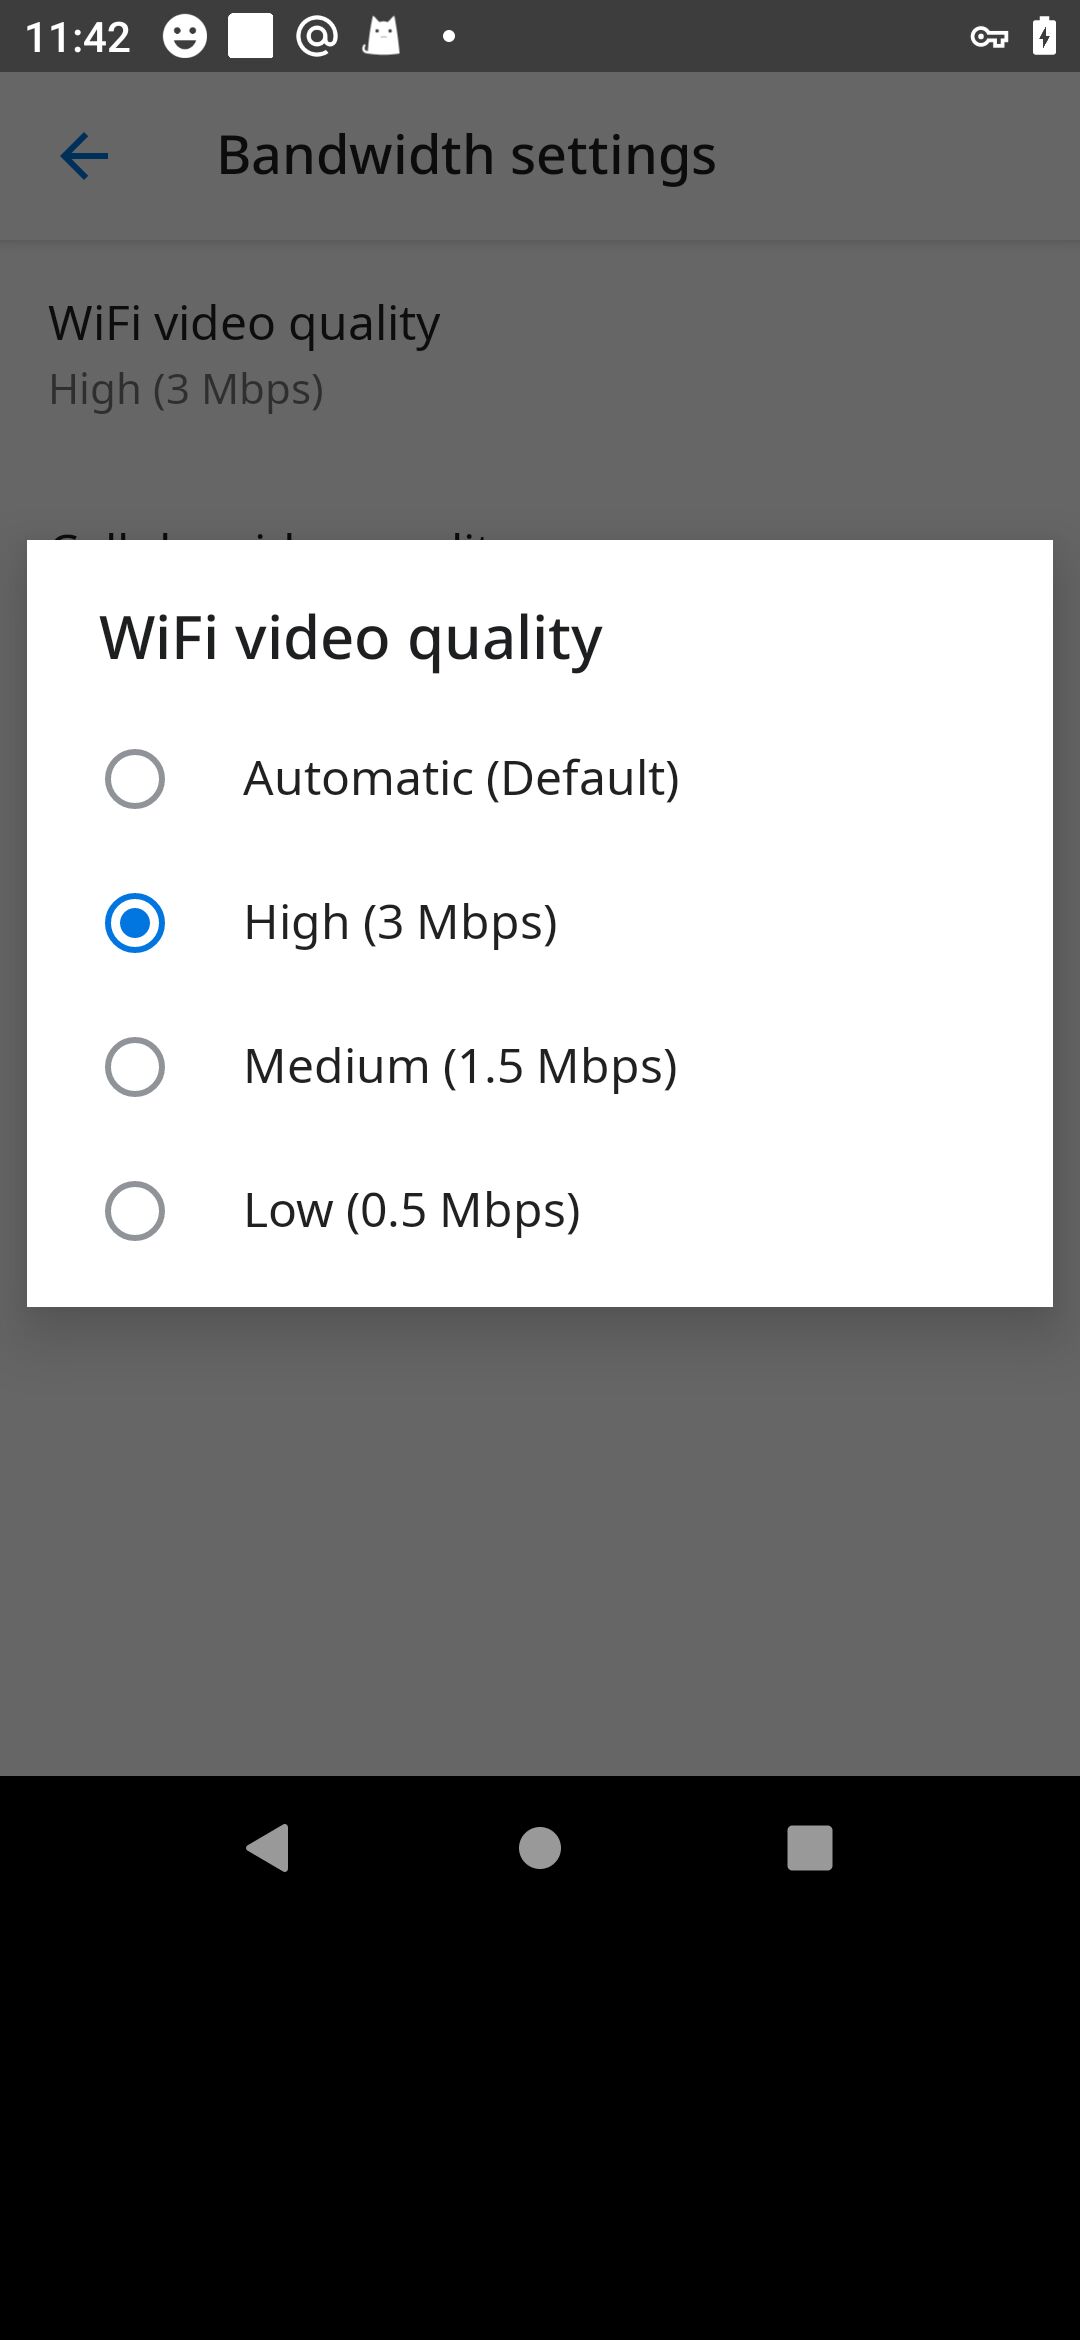 11:42
Bandwidth settings
WiFi video quality
High (3 Mbps)
WiFi video quality
Automatic (Default)
High (3 Mbps)
Medium (1.5 Mbps)
Low (0.5 Mbps)